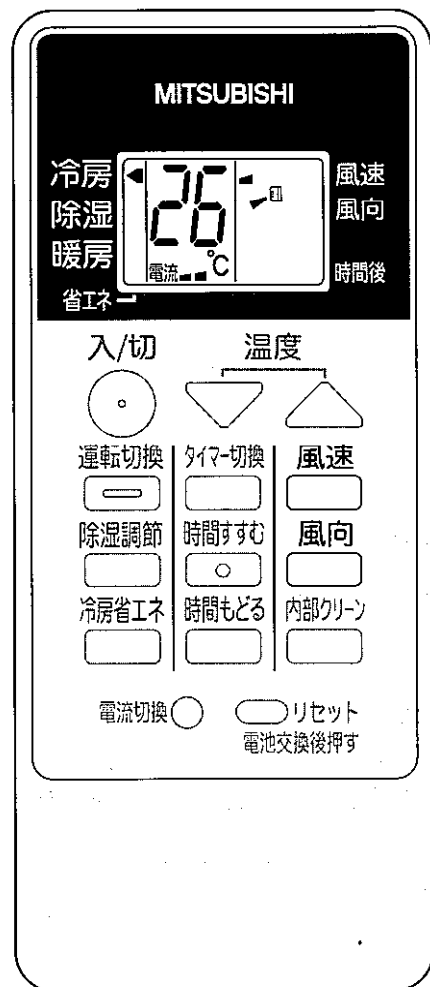 MITSUBISHI
冷房
除湿
暖房
省エネ
26
℃
電流
風速
風向
時間後
入/切
温度
運転切換
タイマー切換
風速
除湿調節
時間すすむ
風向
冷房省エネ
時間もどる
内部クリーン
電流切換
リセット
電池交換後押す